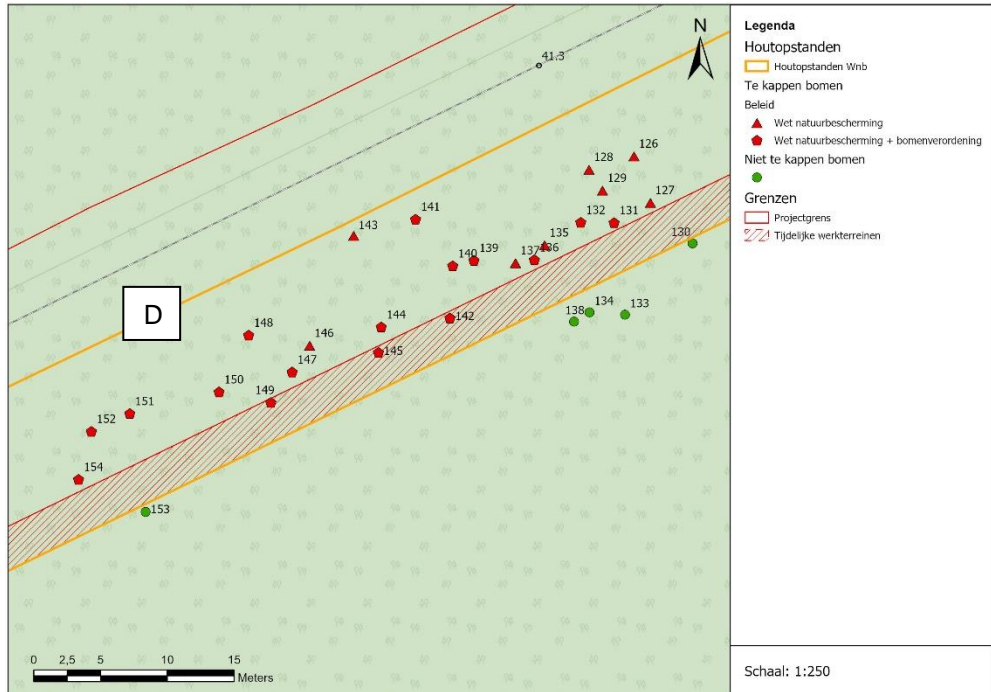 41.3
N
126
128
129
127
141
132
131
143
135
130
139
136
140
137
134
133
138
D
148
144
142
146
145
147
150
149
151
152
154
153
0 2,5 5 10 15
Meters
Legenda
Houtopstanden
Houtopstanden Wnb
Te kappen bomen
Beleid
Wet natuurbescherming
Wet natuurbescherming + bomenverordening
Niet te kappen bomen
Grenzen
Projectgrens
Tijdelijke werkterreinen
Schaal: 1:250